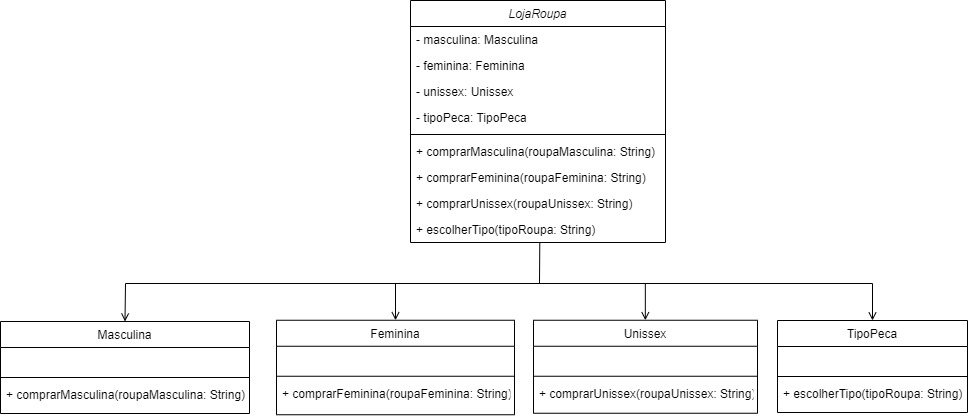 LojaRoupa
- masculina: Masculina
- feminina: Feminina
- unissex: Unissex
- tipoPeca: TipoPeca
+ comprarMasculina(roupaMasculina: String)
+ comprarFeminina(roupaFeminina: String)
+ comprarUnissex(roupaUnissex: String)
+ escolherTipo(tipoRoupa: String)
Masculina
+ comprarMasculina(roupaMasculina: String)
Feminina
+ comprarFeminina(roupaFeminina: String)
Unissex
+ comprarUnissex(roupaUnissex: String)
TipoPeca
+ escolherTipo(tipoRoupa: String)